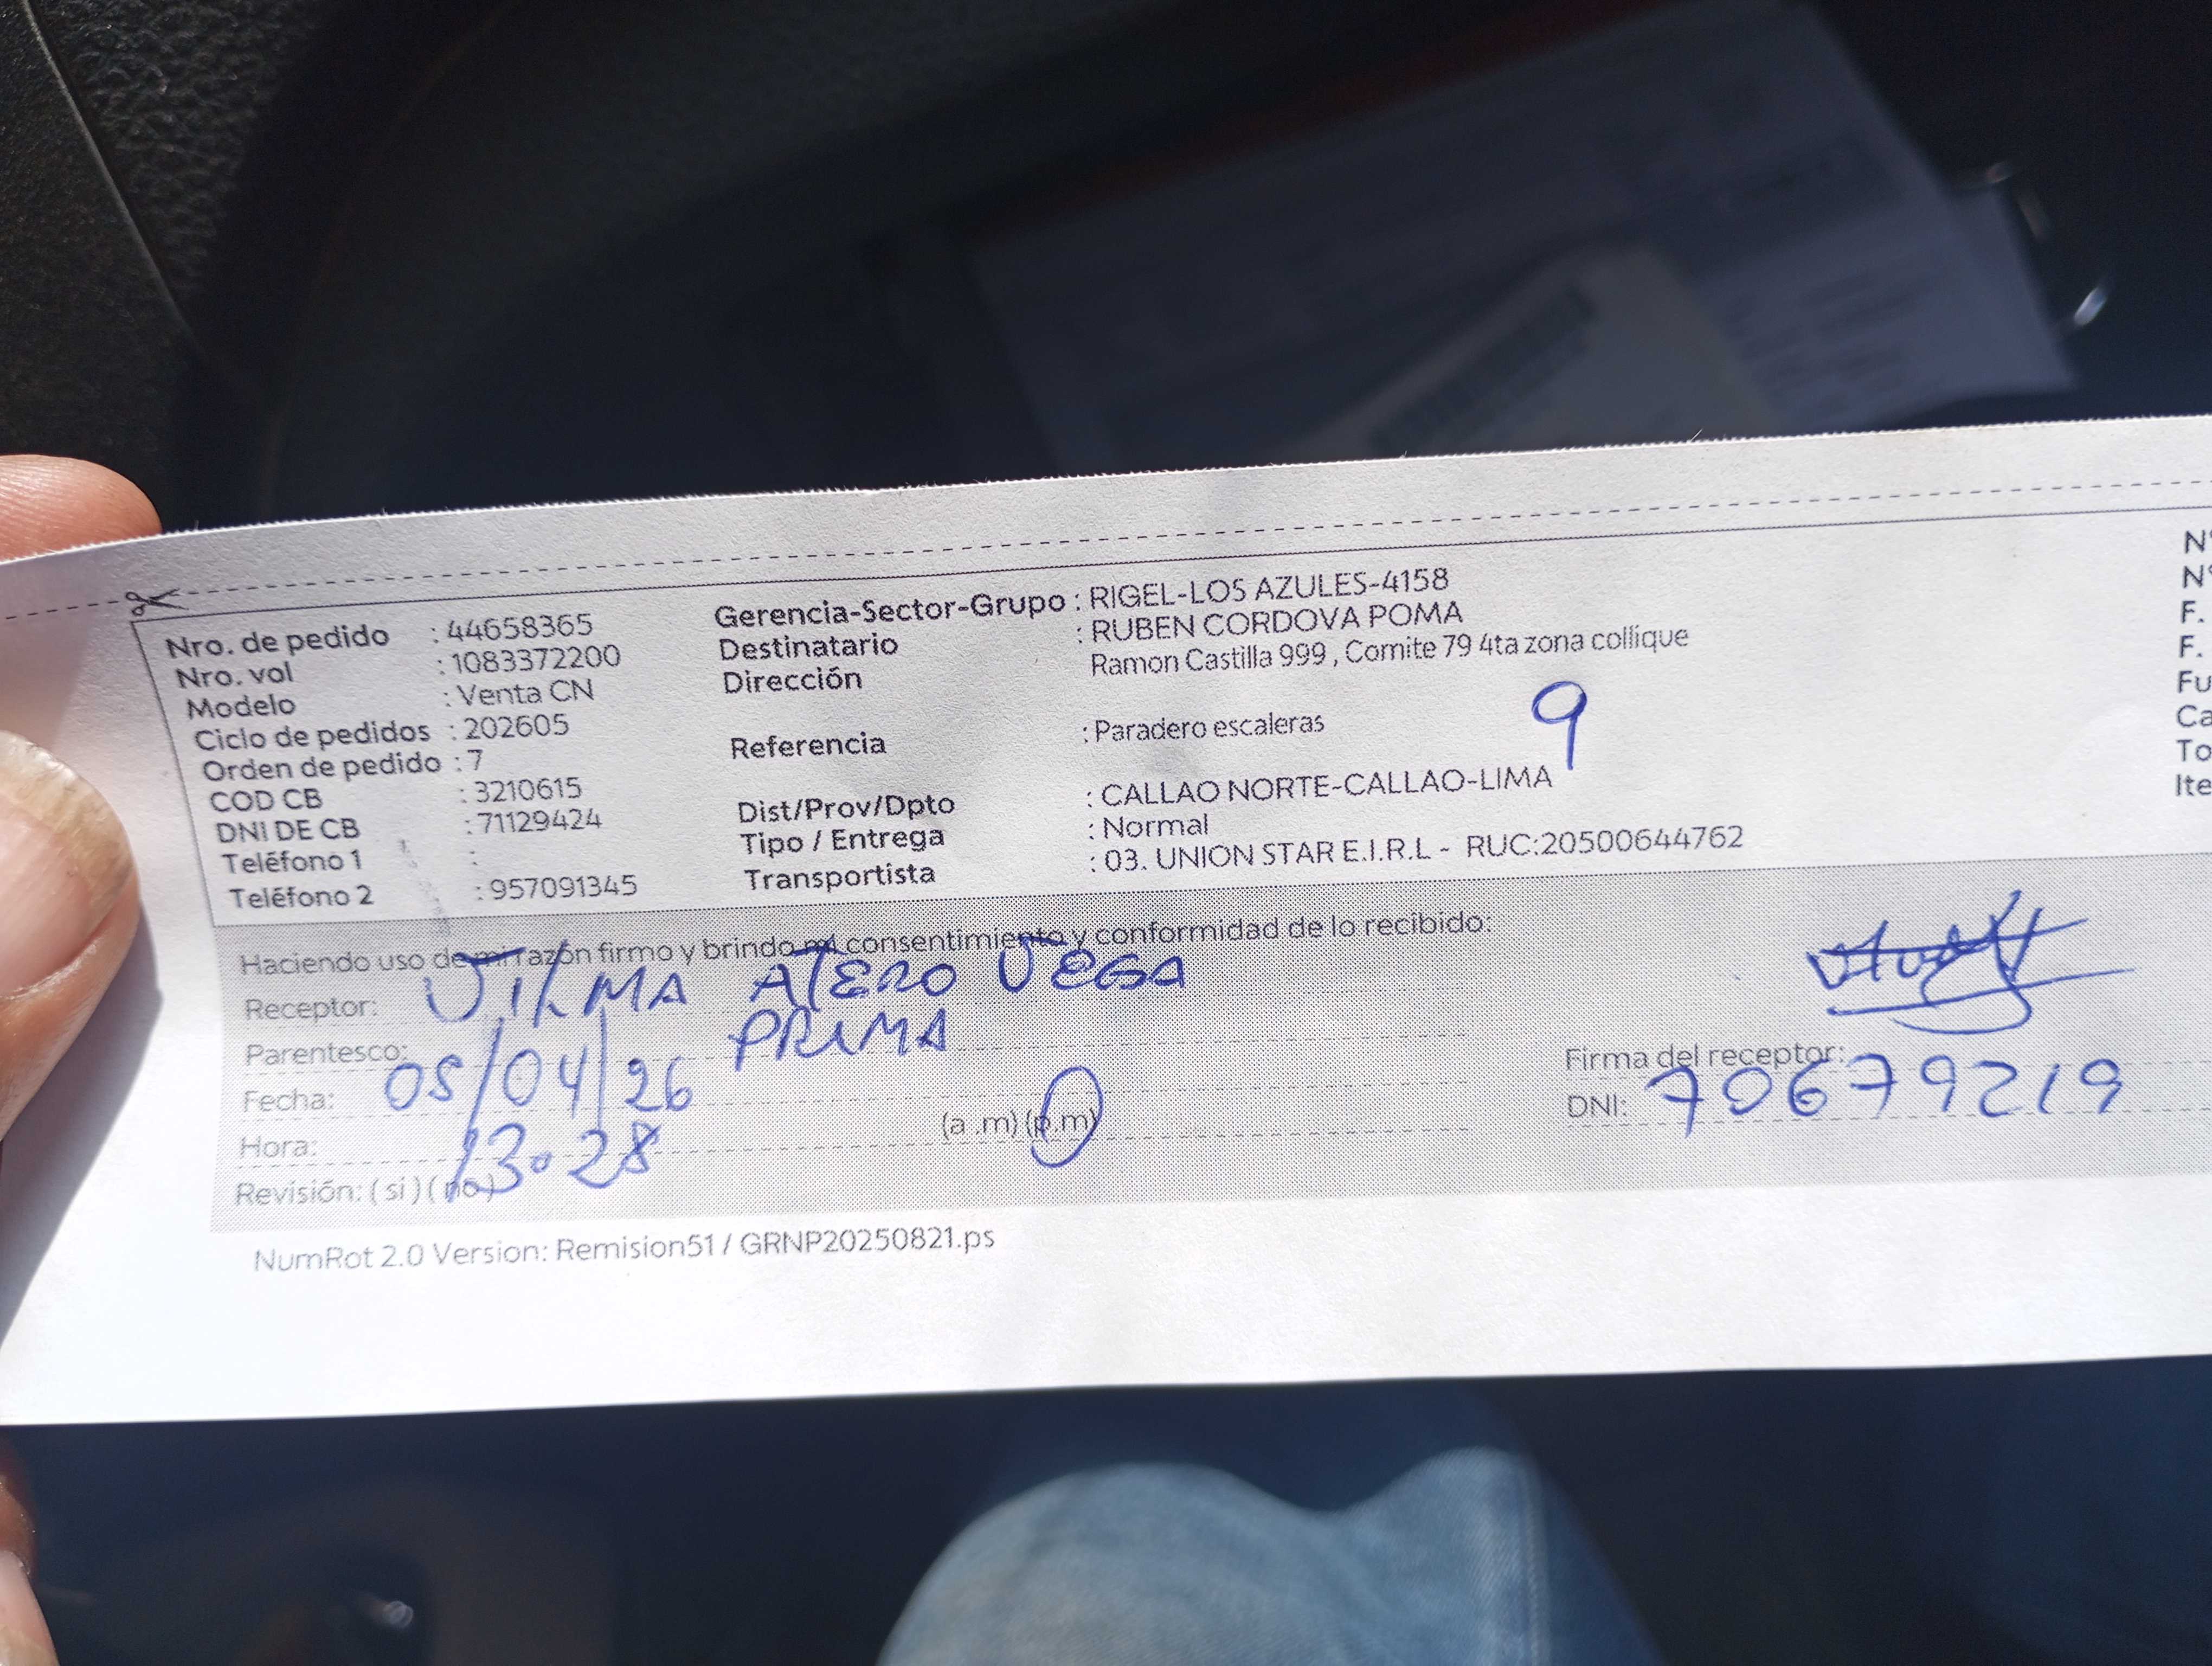 Nro. de pedido : 44658365
Nro. vol : 1083372200
Modelo : Venta CN
Ciclo de pedidos : 202605
Orden de pedido : 7
COD CB : 3210615
DNI DE CB : 71129424
Teléfono 1 :
Teléfono 2 : 957091345
Gerencia-Sector-Grupo : RIGEL-LOS AZULES-4158
Destinatario : RUBEN CORDOVA POMA
Dirección Ramon Castilla 999 , Comite 79 4ta zona collique
9
Referencia : Paradero escaleras
Dist/Prov/Dpto : CALLAO NORTE-CALLAO-LIMA
Tipo / Entrega : Normal
Transportista : 03. UNION STAR E.I.R.L - RUC:20500644762
N°
N°
F.
F.
Fu
Ca
To
Ite
Haciendo uso de mi razón firmo y brindo mi consentimiento y conformidad de lo recibido:
Receptor: VILMA ATERO VEGA
Parentesco: PRIMA
Fecha: 05/04/26
Hora: 13:28 (a .m) (p.m)
Revisión: ( si ) ( no )
Firma del receptor:
DNI: 70679219
NumRot 2.0 Version: Remision51 / GRNP20250821.ps